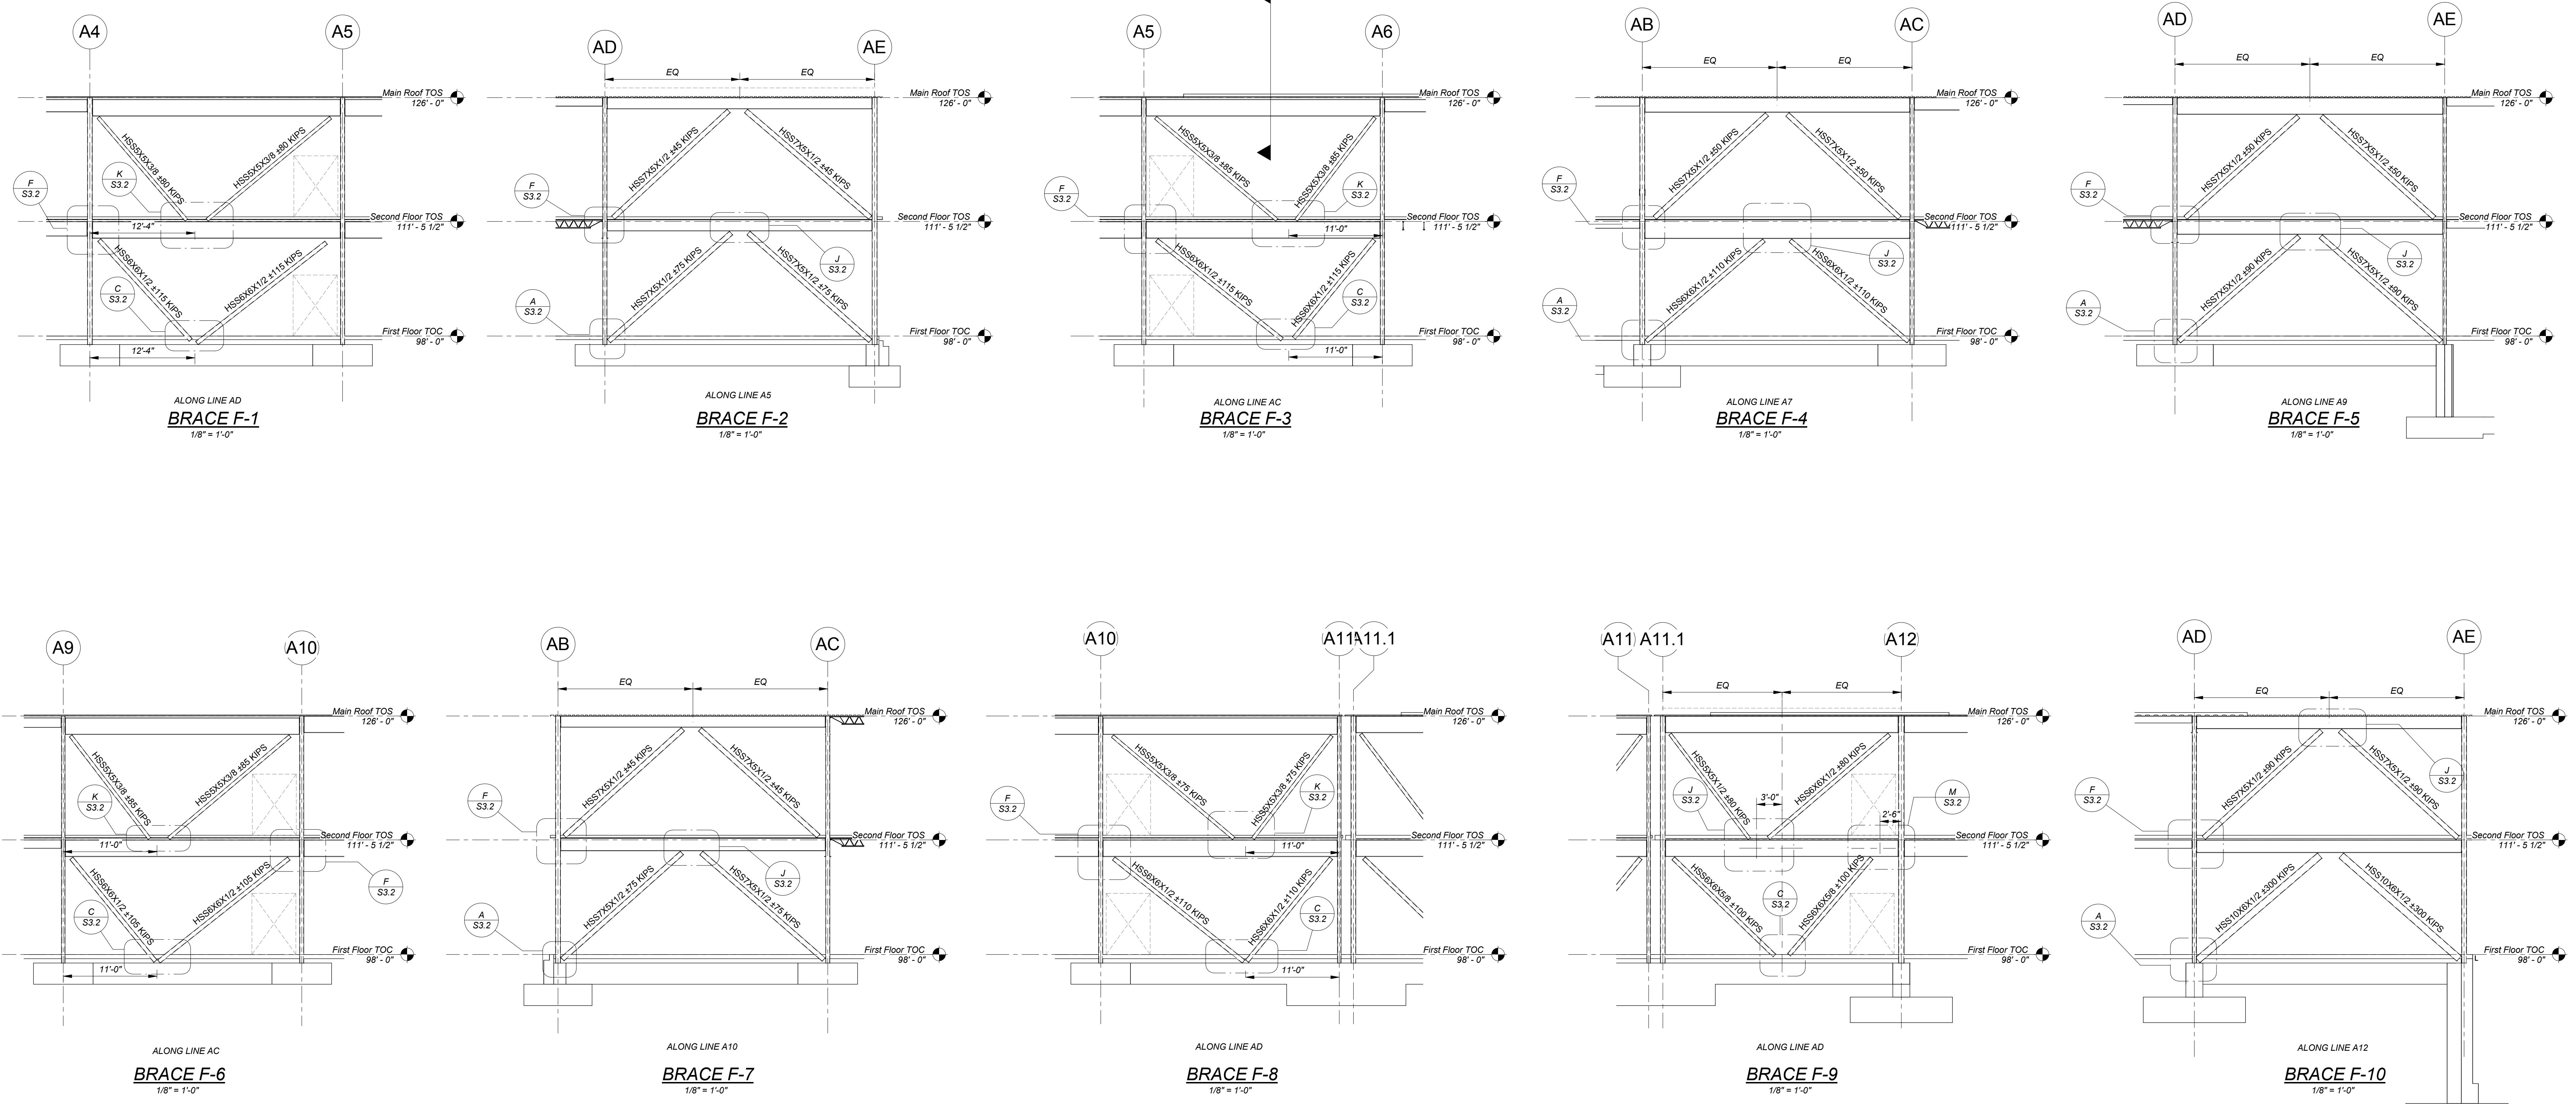 A4
A5
Main Roof TOS
126' - 0"
HSS5X5X3/8 ±80 KIPS
HSS5X5X3/8 ±80 KIPS
K
S3.2
F
S3.2
Second Floor TOS
111' - 5 1/2"
12'-4"
HSS6X6X1/2 ±115 KIPS
HSS6X6X1/2 ±115 KIPS
C
S3.2
First Floor TOC
98' - 0"
12'-4"
ALONG LINE AD
BRACE F-1
1/8" = 1'-0"
AD
AE
EQ
EQ
Main Roof TOS
126' - 0"
HSS7X5X1/2 ±45 KIPS
HSS7X5X1/2 ±45 KIPS
F
S3.2
Second Floor TOS
111' - 5 1/2"
J
S3.2
HSS7X5X1/2 ±75 KIPS
HSS7X5X1/2 ±75 KIPS
A
S3.2
First Floor TOC
98' - 0"
ALONG LINE A5
BRACE F-2
1/8" = 1'-0"
A5
A6
Main Roof TOS
126' - 0"
HSS5X5X3/8 ±85 KIPS
HSS5X5X3/8 ±85 KIPS
F
S3.2
K
S3.2
Second Floor TOS
111' - 5 1/2"
11'-0"
HSS6X6X1/2 ±115 KIPS
HSS6X6X1/2 ±115 KIPS
C
S3.2
First Floor TOC
98' - 0"
11'-0"
ALONG LINE AC
BRACE F-3
1/8" = 1'-0"
AB
AC
EQ
EQ
Main Roof TOS
126' - 0"
HSS7X5X1/2 ±50 KIPS
HSS7X5X1/2 ±50 KIPS
F
S3.2
Second Floor TOS
111' - 5 1/2"
J
S3.2
HSS6X6X1/2 ±110 KIPS
HSS6X6X1/2 ±110 KIPS
A
S3.2
First Floor TOC
98' - 0"
ALONG LINE A7
BRACE F-4
1/8" = 1'-0"
AD
AE
EQ
EQ
Main Roof TOS
126' - 0"
HSS7X5X1/2 ±50 KIPS
HSS7X5X1/2 ±50 KIPS
F
S3.2
Second Floor TOS
111' - 5 1/2"
J
S3.2
HSS7X5X1/2 ±90 KIPS
HSS7X5X1/2 ±90 KIPS
A
S3.2
First Floor TOC
98' - 0"
ALONG LINE A9
BRACE F-5
1/8" = 1'-0"
A9
A10
Main Roof TOS
126' - 0"
HSS5X5X3/8 ±85 KIPS
HSS5X5X3/8 ±85 KIPS
K
S3.2
Second Floor TOS
111' - 5 1/2"
11'-0"
HSS6X6X1/2 ±105 KIPS
HSS6X6X1/2 ±105 KIPS
F
S3.2
C
S3.2
First Floor TOC
98' - 0"
11'-0"
ALONG LINE AC
BRACE F-6
1/8" = 1'-0"
AB
AC
EQ
EQ
Main Roof TOS
126' - 0"
HSS7X5X1/2 ±45 KIPS
HSS7X5X1/2 ±45 KIPS
F
S3.2
Second Floor TOS
111' - 5 1/2"
J
S3.2
HSS7X5X1/2 ±75 KIPS
HSS7X5X1/2 ±75 KIPS
A
S3.2
First Floor TOC
98' - 0"
ALONG LINE A10
BRACE F-7
1/8" = 1'-0"
A10
A11
A11.1
Main Roof TOS
126' - 0"
HSS5X5X3/8 ±75 KIPS
HSS5X5X3/8 ±75 KIPS
F
S3.2
K
S3.2
Second Floor TOS
111' - 5 1/2"
11'-0"
HSS6X6X1/2 ±110 KIPS
HSS6X6X1/2 ±110 KIPS
C
S3.2
First Floor TOC
98' - 0"
11'-0"
ALONG LINE AD
BRACE F-8
1/8" = 1'-0"
A11
A11.1
A12
EQ
EQ
Main Roof TOS
126' - 0"
HSS5X5X1/2 ±80 KIPS
HSS6X6X1/2 ±80 KIPS
J
S3.2
3'-0"
M
S3.2
2'-6"
Second Floor TOS
111' - 5 1/2"
HSS6X6X5/8 ±100 KIPS
HSS6X6X5/8 ±100 KIPS
C
S3.2
First Floor TOC
98' - 0"
ALONG LINE AD
BRACE F-9
1/8" = 1'-0"
AD
AE
EQ
EQ
Main Roof TOS
126' - 0"
HSS7X5X1/2 ±90 KIPS
HSS7X5X1/2 ±90 KIPS
J
S3.2
F
S3.2
Second Floor TOS
111' - 5 1/2"
HSS10X6X1/2 ±300 KIPS
HSS10X6X1/2 ±300 KIPS
A
S3.2
First Floor TOC
98' - 0"
ALONG LINE A12
BRACE F-10
1/8" = 1'-0"